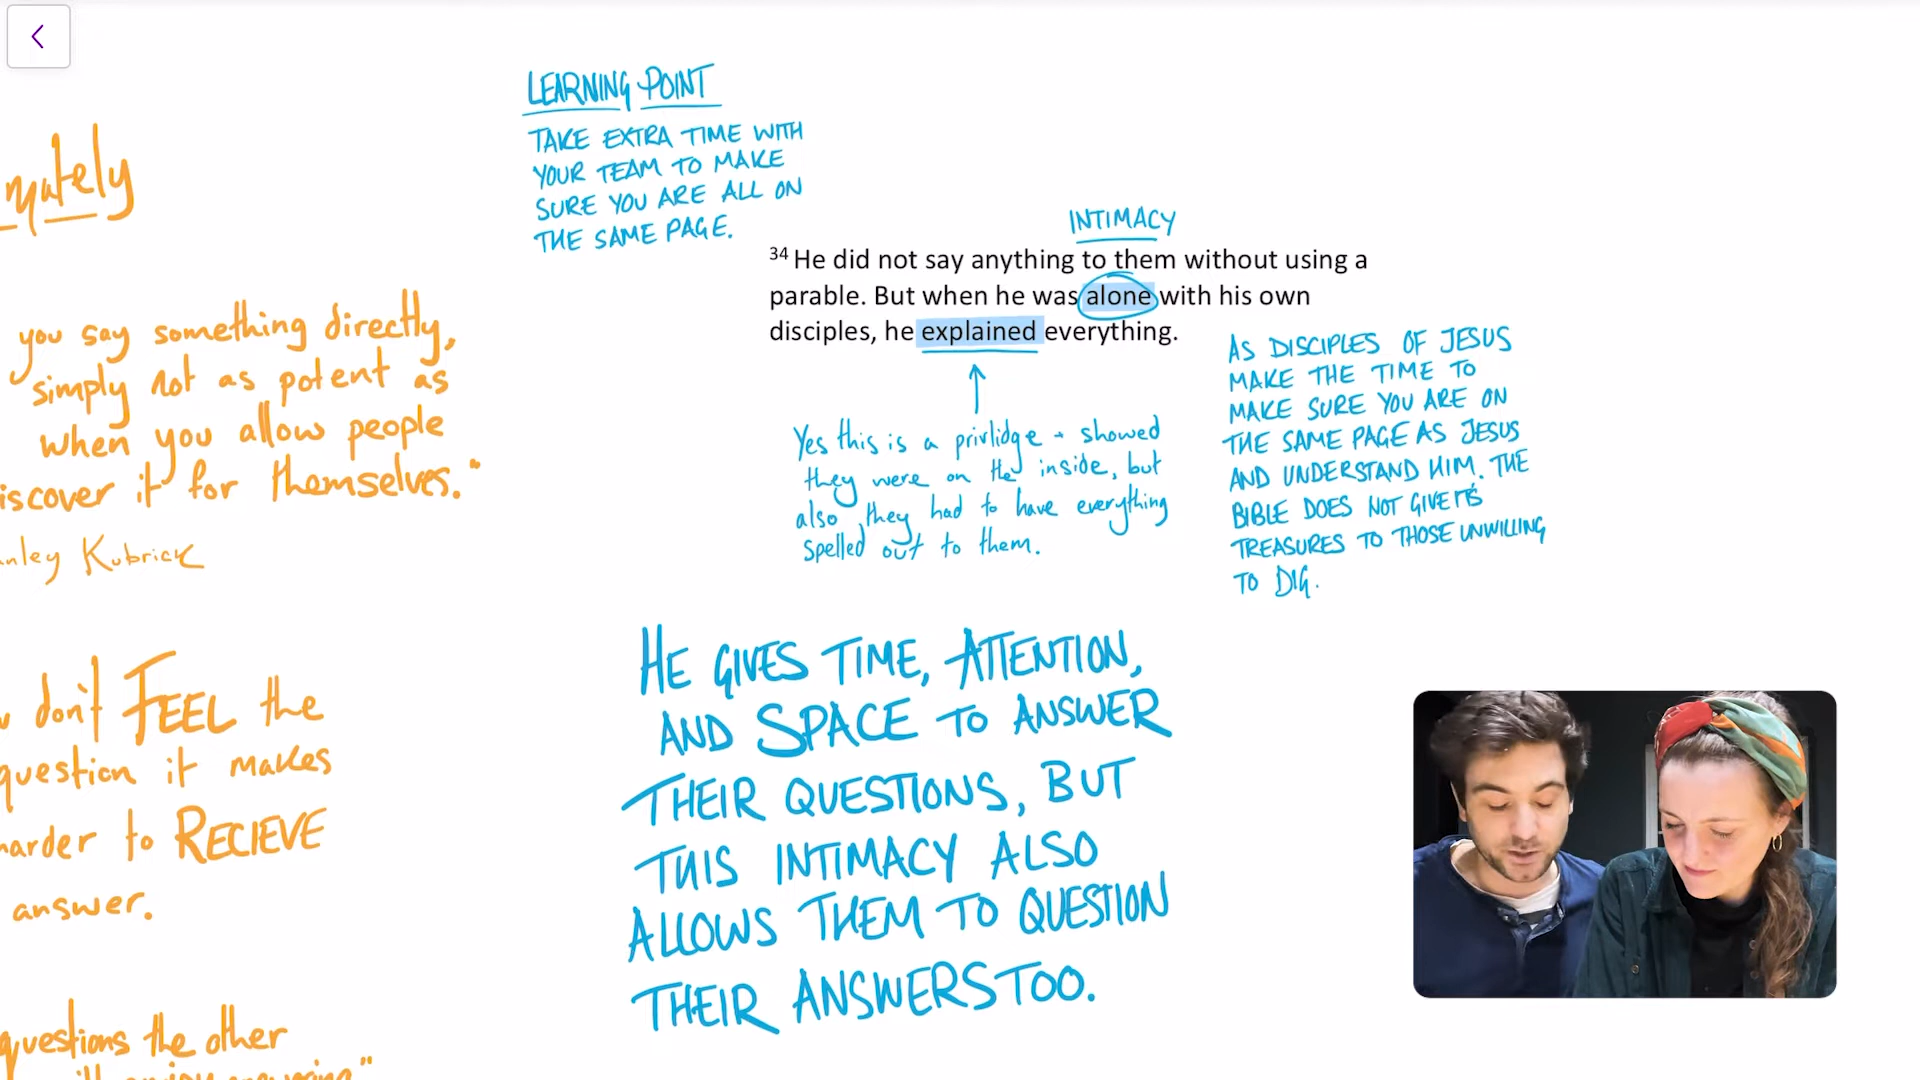 mately
you say something directly,
simply not as potent as
when you allow people
iscover it for themselves."
anley Kubrick
don't FEEL the
question it makes
harder to RECIEVE
answer.
questions the other
LEARNING POINT
TAKE EXTRA TIME WITH
YOUR TEAM TO MAKE
SURE YOU ARE ALL ON
THE SAME PAGE.
INTIMACY
34 He did not say anything to them without using a
parable. But when he was alone with his own
disciples, he explained everything.
Yes this is a privlidge + showed
they were on the inside, but
also they had to have everything
spelled out to them.
AS DISCIPLES OF JESUS
MAKE THE TIME TO
MAKE SURE YOU ARE ON
THE SAME PAGE AS JESUS
AND UNDERSTAND HIM. THE
BIBLE DOES NOT GIVE ITS
TREASURES TO THOSE UNWILLING
TO DIG.
HE GIVES TIME, ATTENTION,
AND SPACE TO ANSWER
THEIR QUESTIONS, BUT
THIS INTIMACY ALSO
ALLOWS THEM TO QUESTION
THEIR ANSWERS TOO.